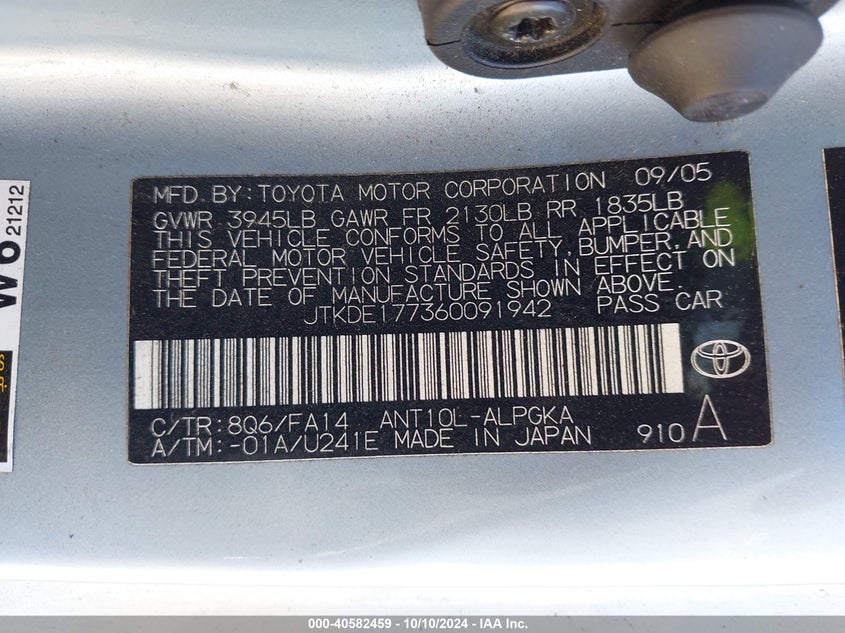 MFD. BY: TOYOTA MOTOR CORPORATION 09/05
GVWR 3945LB GAWR FR 2130LB RR 1835LB
THIS VEHICLE CONFORMS TO ALL APPLICABLE
FEDERAL MOTOR VEHICLE SAFETY, BUMPER, AND
THEFT PREVENTION STANDARDS IN EFFECT ON
THE DATE OF MANUFACTURE SHOWN ABOVE.
JTKDE177360091942 PASS CAR
C/TR: 8Q6/FA14 ANT10L-ALPGKA
A/TM: -01A/U241E MADE IN JAPAN 910 A
W6
21212
000-40582459 - 10/10/2024 - IAA Inc.